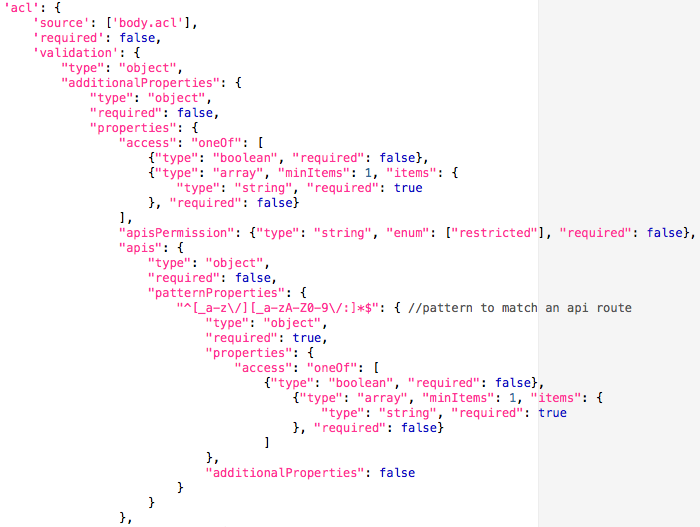 'acl': {
    'source': ['body.acl'],
    'required': false,
    'validation': {
        "type": "object",
        "additionalProperties": {
            "type": "object",
            "required": false,
            "properties": {
                "access": "oneOf": [
                    {"type": "boolean", "required": false},
                    {"type": "array", "minItems": 1, "items": {
                        "type": "string", "required": true
                    }, "required": false}
                ],
                "apisPermission": {"type": "string", "enum": ["restricted"], "required": false},
                "apis": {
                    "type": "object",
                    "required": false,
                    "patternProperties": {
                        "^[_a-z\/][_a-zA-Z0-9\/:]*$": { //pattern to match an api route
                            "type": "object",
                            "required": true,
                            "properties": {
                                "access": "oneOf": [
                                    {"type": "boolean", "required": false},
                                        {"type": "array", "minItems": 1, "items": {
                                            "type": "string", "required": true
                                        }, "required": false}
                                    ]
                            },
                            "additionalProperties": false
                        }
                    }
                },